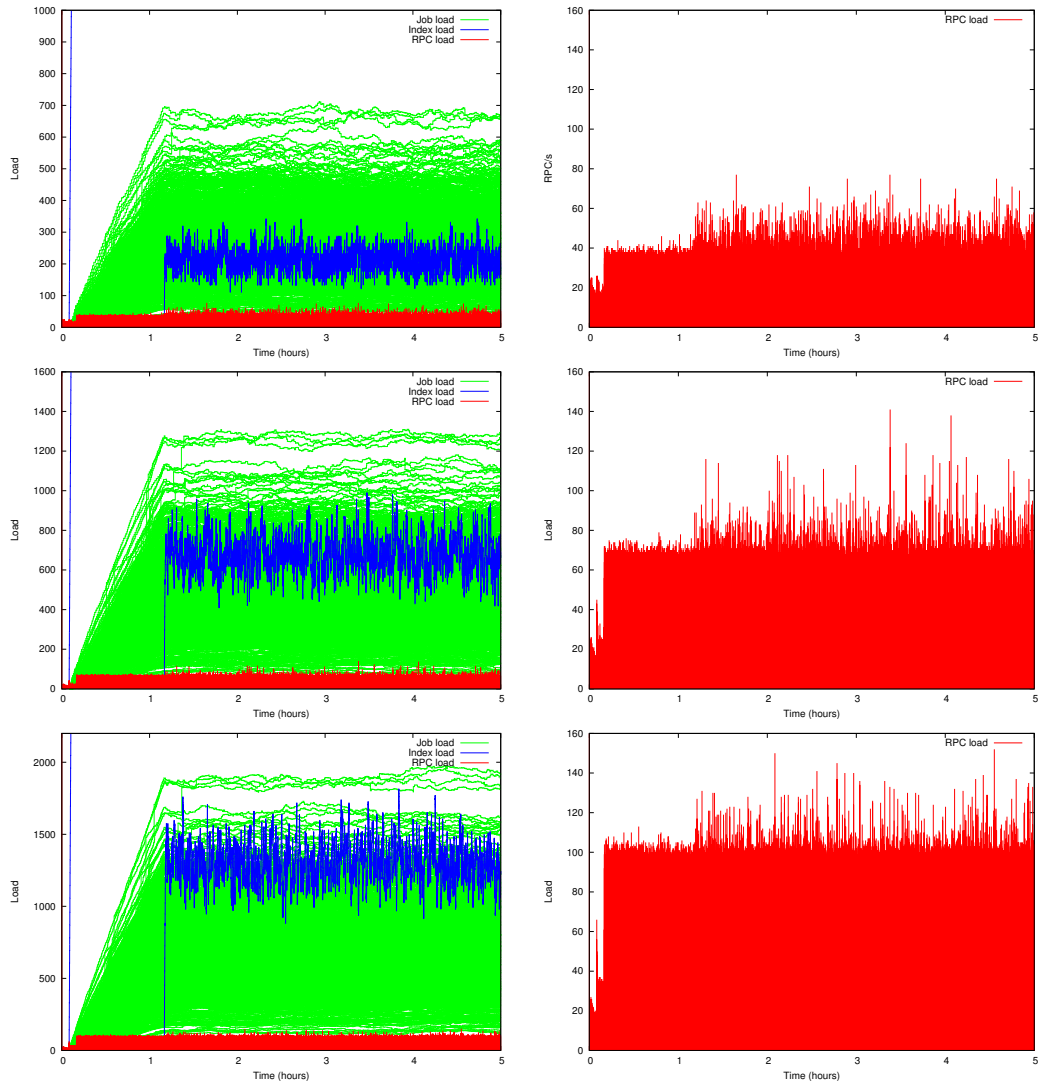 1000
900
800
700
600
500
400
300
200
100
0
Load
0 1 2 3 4 5
Time (hours)
Job load
Index load
RPC load
160
140
120
100
80
60
40
20
0
RPC/s
0 1 2 3 4 5
Time (hours)
RPC load
1600
1400
1200
1000
800
600
400
200
0
Load
0 1 2 3 4 5
Time (hours)
Job load
Index load
RPC load
160
140
120
100
80
60
40
20
0
Load
0 1 2 3 4 5
Time (hours)
RPC load
2000
1500
1000
500
0
Load
0 1 2 3 4 5
Time (hours)
Job load
Index load
RPC load
160
140
120
100
80
60
40
20
0
Load
0 1 2 3 4 5
Time (hours)
RPC load